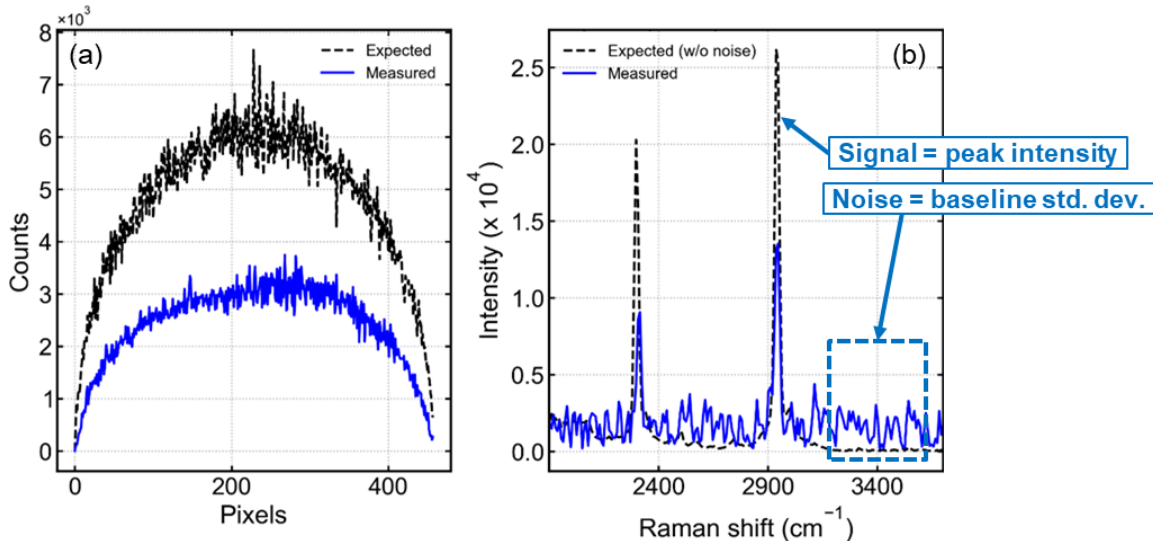 ×10³
(a)
Expected
Measured
8
7
6
5
4
3
2
1
0
Counts
0
200
400
Pixels
(b)
Expected (w/o noise)
Measured
2.5
2.0
1.5
1.0
0.5
0.0
Intensity (x 10⁴)
2400
2900
3400
Raman shift (cm⁻¹)
Signal = peak intensity
Noise = baseline std. dev.